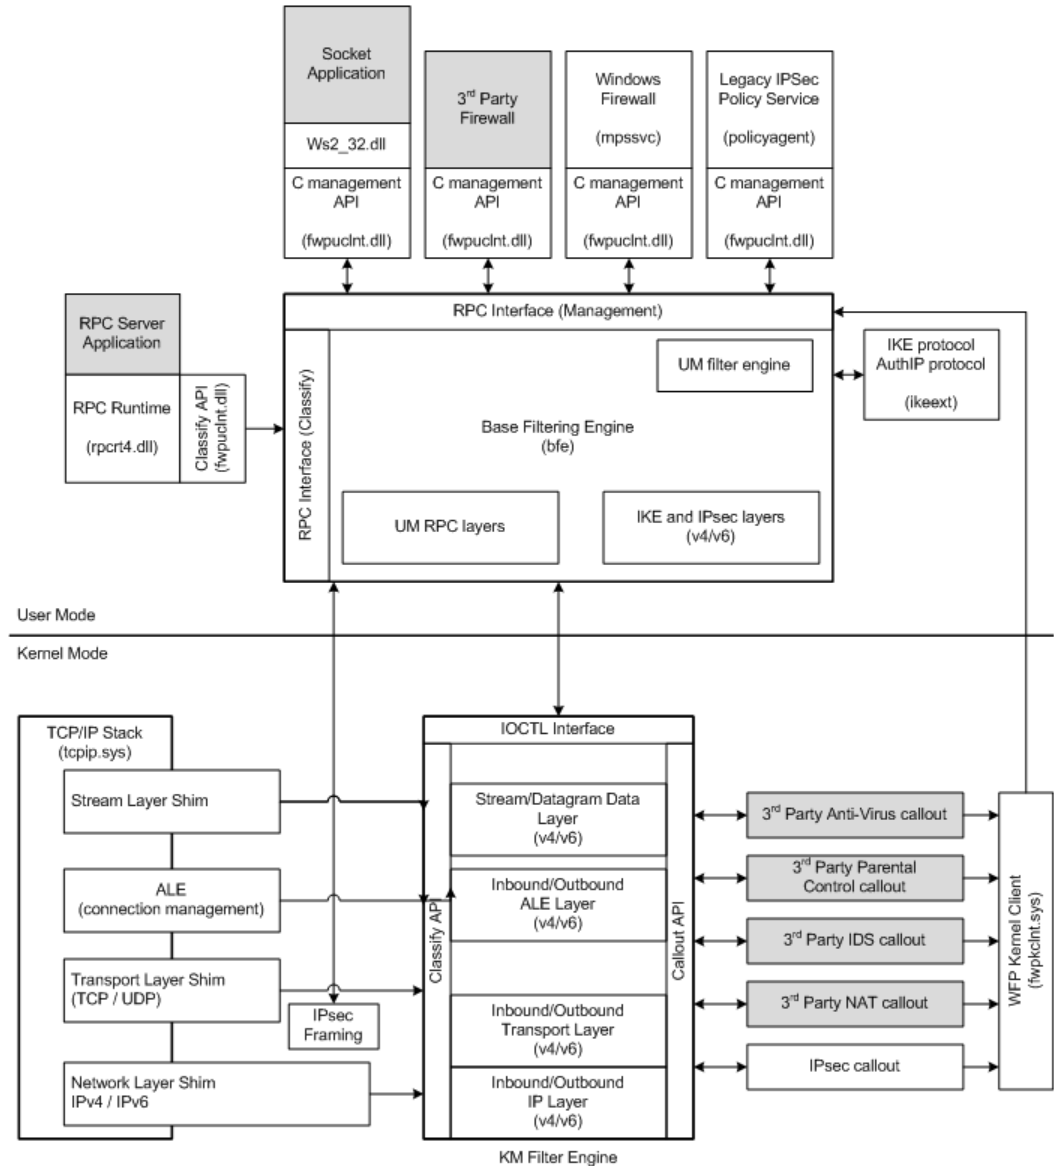 Socket
Application
Ws2_32.dll
C management
API
(fwpuclnt.dll)
3rd Party
Firewall
C management
API
(fwpuclnt.dll)
Windows
Firewall
(mpssvc)
C management
API
(fwpuclnt.dll)
Legacy IPSec
Policy Service
(policyagent)
C management
API
(fwpuclnt.dll)
RPC Server
Application
RPC Runtime
(rpcrt4.dll)
Classify API
(fwpuclnt.dll)
RPC Interface (Management)
RPC Interface (Classify)
UM filter engine
Base Filtering Engine
(bfe)
UM RPC layers
IKE and IPsec layers
(v4/v6)
IKE protocol
AuthIP protocol
(ikeext)
User Mode
Kernel Mode
TCP/IP Stack
(tcpip.sys)
Stream Layer Shim
ALE
(connection management)
Transport Layer Shim
(TCP / UDP)
Network Layer Shim
IPv4 / IPv6
IPsec
Framing
IOCTL Interface
Classify API
Stream/Datagram Data
Layer
(v4/v6)
Inbound/Outbound
ALE Layer
(v4/v6)
Inbound/Outbound
Transport Layer
(v4/v6)
Inbound/Outbound
IP Layer
(v4/v6)
Callout API
KM Filter Engine
3rd Party Anti-Virus callout
3rd Party Parental
Control callout
3rd Party IDS callout
3rd Party NAT callout
IPsec callout
WFP Kernel Client
(fwpkclnt.sys)